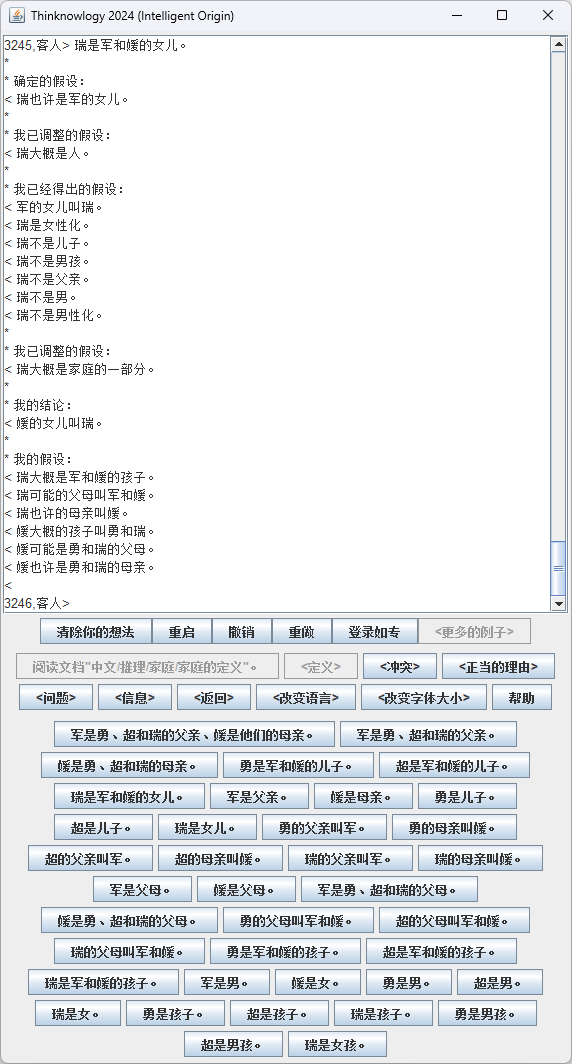 Thinknowlogy 2024 (Intelligent Origin)
3245,客人> 瑞是军和媛的女儿。
*
* 确定的假设：
< 瑞也许是军的女儿。
*
* 我已调整的假设：
< 瑞大概是人。
*
* 我已经得出的假设：
< 军的女儿叫瑞。
< 瑞是女性化。
< 瑞不是儿子。
< 瑞不是男孩。
< 瑞不是父亲。
< 瑞不是男。
< 瑞不是男性化。
*
* 我已调整的假设：
< 瑞大概是家庭的一部分。
*
* 我的结论：
< 媛的女儿叫瑞。
*
* 我的假设：
< 瑞大概是军和媛的孩子。
< 瑞可能的父母叫军和媛。
< 瑞也许的母亲叫媛。
< 媛大概的孩子叫勇和瑞。
< 媛可能是勇和瑞的父母。
< 媛也许是勇和瑞的母亲。
<
3246,客人>
清除你的想法 重启 撤销 重做 登录如专 <更多的例子>
阅读文档"中文/推理/家庭/家庭的定义"。 <定义> <冲突> <正当的理由>
<问题> <信息> <返回> <改变语言> <改变字体大小> 帮助
军是勇、超和瑞的父亲、媛是他们的母亲。 军是勇、超和瑞的父亲。
媛是勇、超和瑞的母亲。 勇是军和媛的儿子。 超是军和媛的儿子。
瑞是军和媛的女儿。 军是父亲。 媛是母亲。 勇是儿子。
超是儿子。 瑞是女儿。 勇的父亲叫军。 勇的母亲叫媛。
超的父亲叫军。 超的母亲叫媛。 瑞的父亲叫军。 瑞的母亲叫媛。
军是父母。 媛是父母。 军是勇、超和瑞的父母。
媛是勇、超和瑞的父母。 勇的父母叫军和媛。 超的父母叫军和媛。
瑞的父母叫军和媛。 勇是军和媛的孩子。 超是军和媛的孩子。
瑞是军和媛的孩子。 军是男。 媛是女。 勇是男。 超是男。
瑞是女。 勇是孩子。 超是孩子。 瑞是孩子。 勇是男孩。
超是男孩。 瑞是女孩。